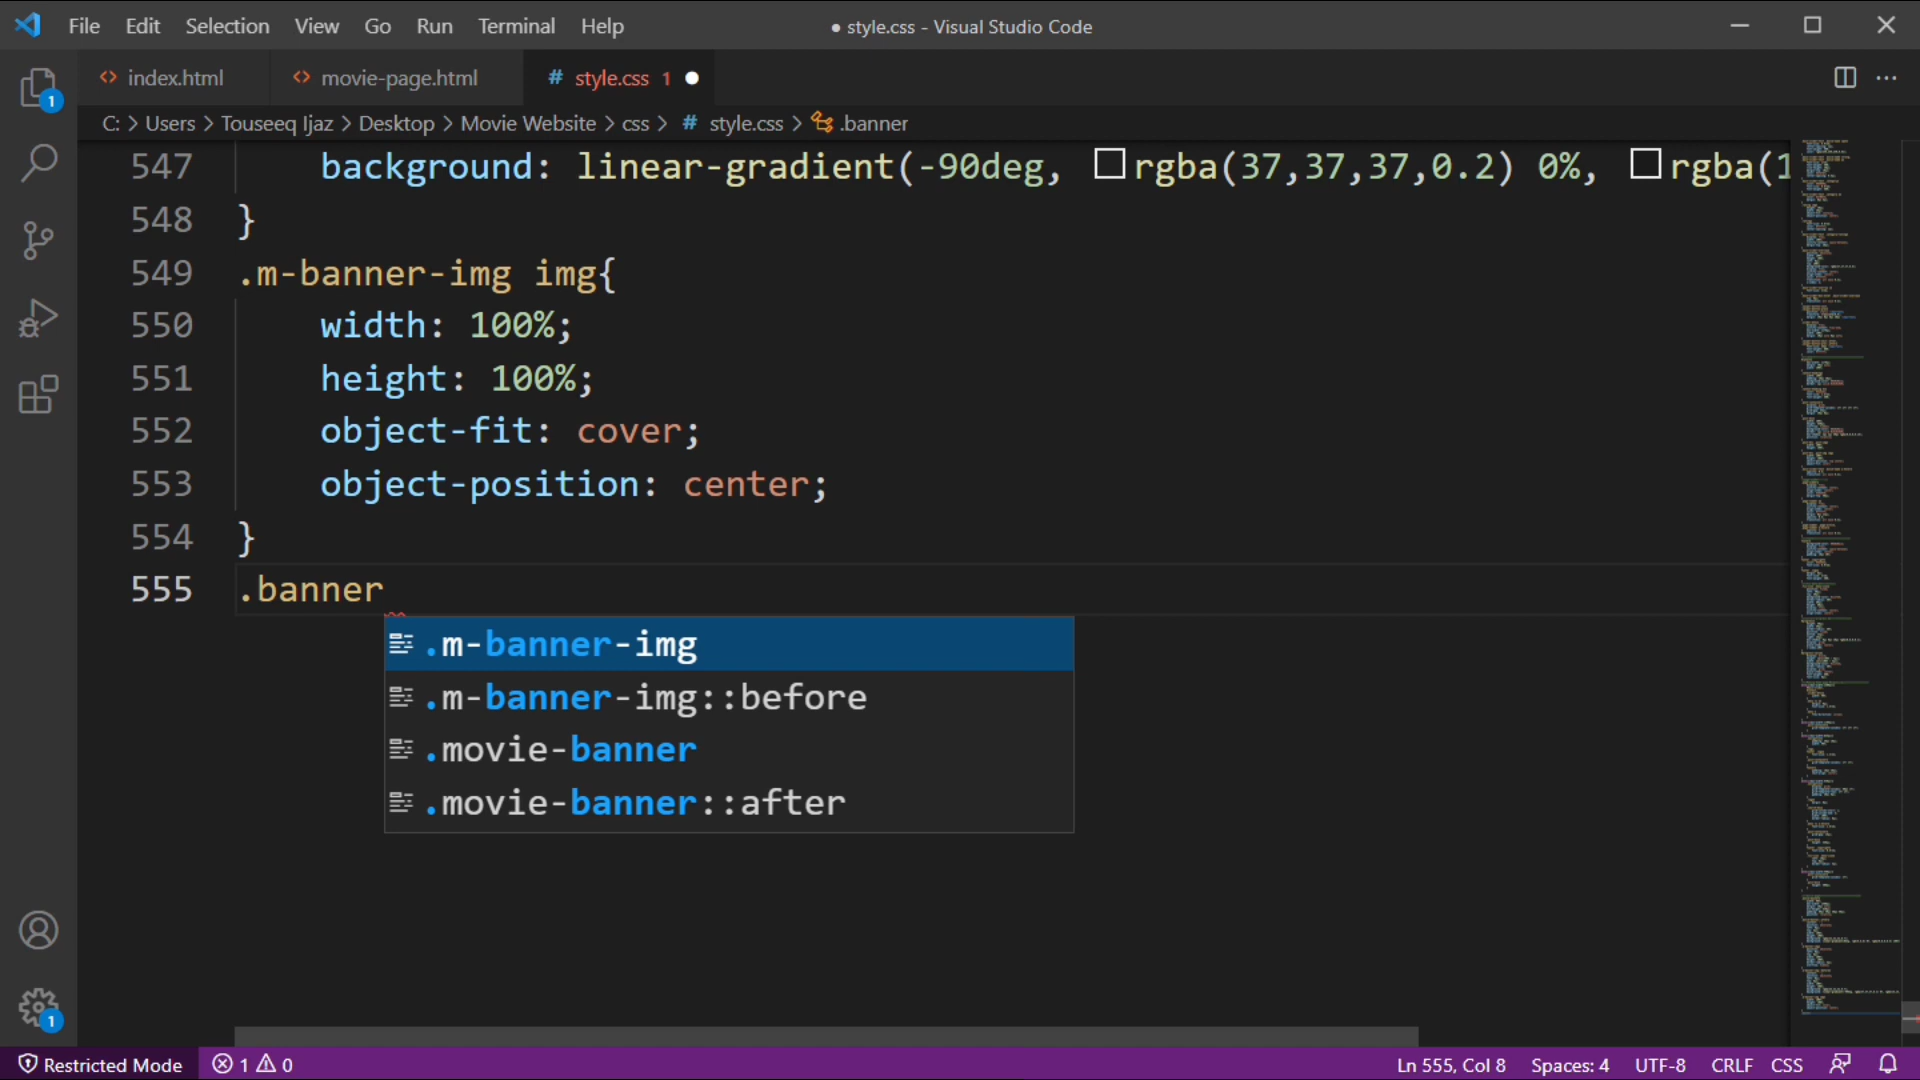 File Edit Selection View Go Run Terminal Help ● style.css - Visual Studio Code
index.html movie-page.html # style.css 1 ●
C: > Users > Touseeq Ijaz > Desktop > Movie Website > css > # style.css > .banner
547 background: linear-gradient(-90deg, rgba(37,37,37,0.2) 0%, rgba(1
548 }
549 .m-banner-img img{
550 width: 100%;
551 height: 100%;
552 object-fit: cover;
553 object-position: center;
554 }
555 .banner
.m-banner-img
.m-banner-img::before
.movie-banner
.movie-banner::after
1
1
Restricted Mode 1 0 Ln 555, Col 8 Spaces: 4 UTF-8 CRLF CSS